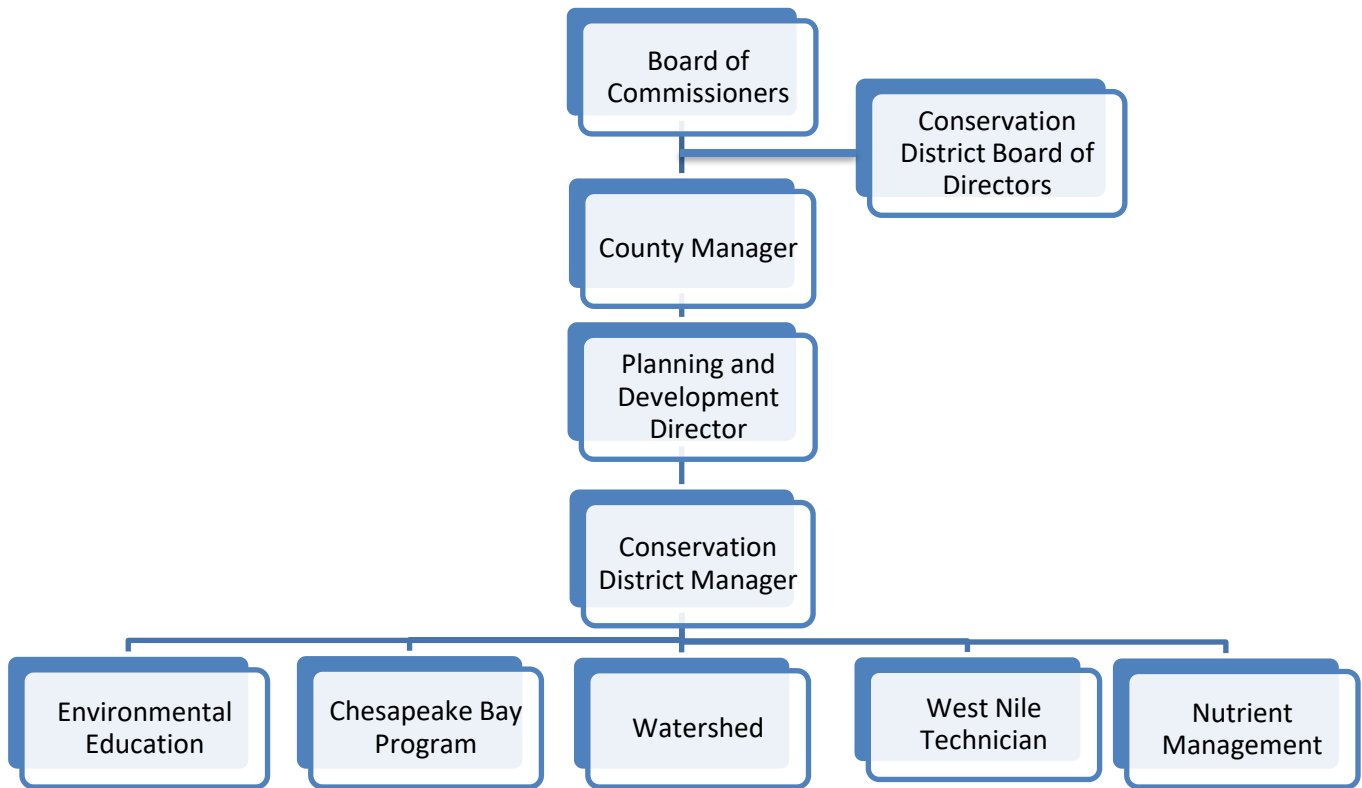 Board of
Commissioners
Conservation
District Board of
Directors
County Manager
Planning and
Development
Director
Conservation
District Manager
Environmental
Education
Chesapeake Bay
Program
Watershed
West Nile
Technician
Nutrient
Management